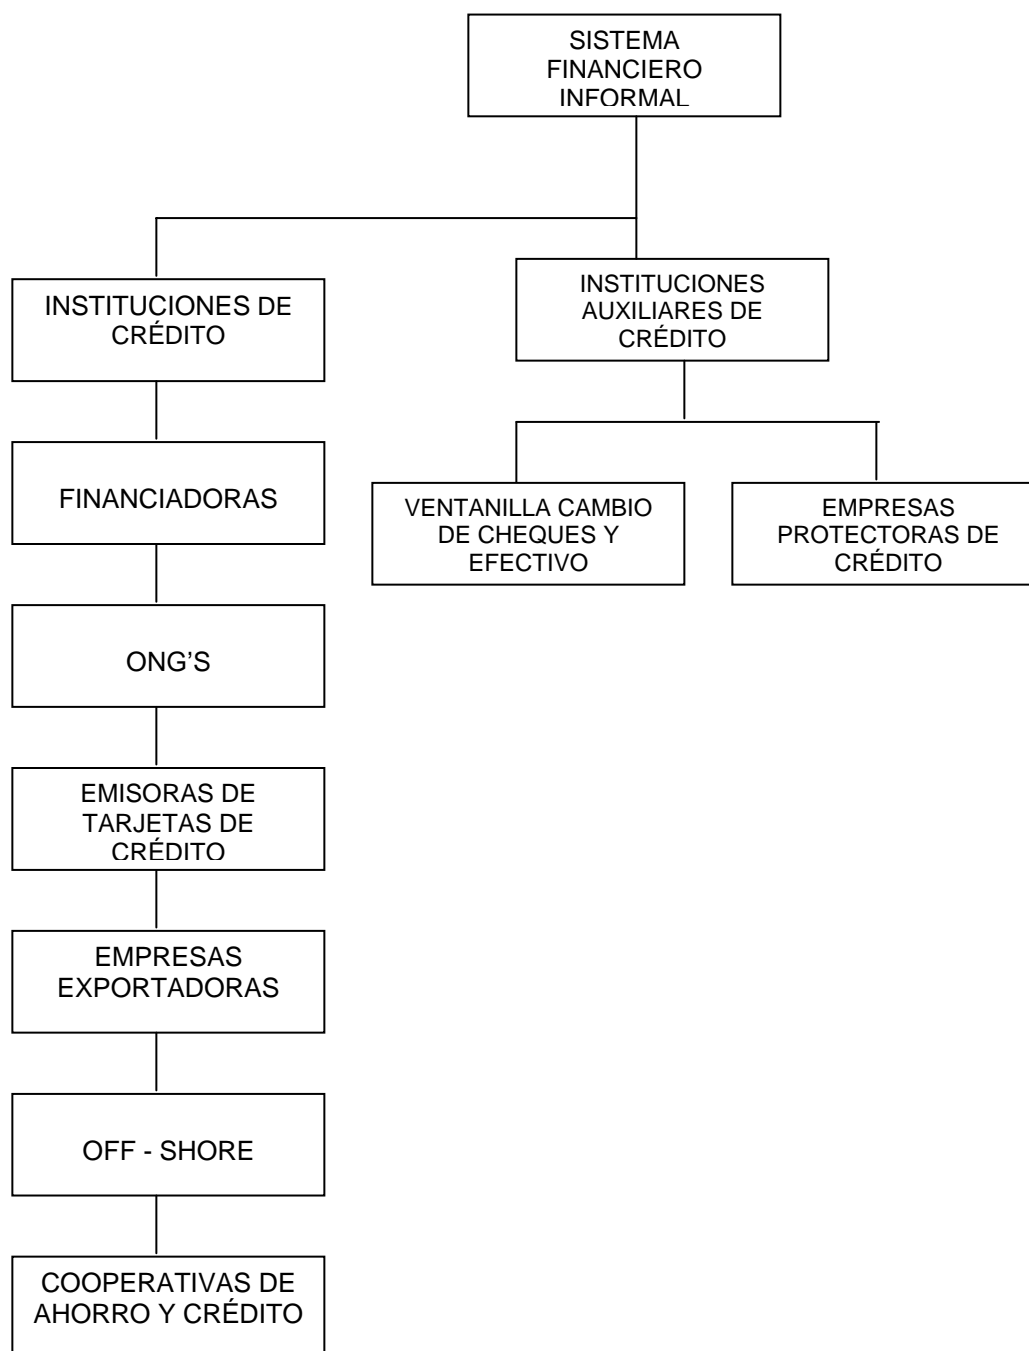 SISTEMA
FINANCIERO
INFORMAL
INSTITUCIONES DE
CRÉDITO
INSTITUCIONES
AUXILIARES DE
CRÉDITO
FINANCIADORAS
VENTANILLA CAMBIO
DE CHEQUES Y
EFECTIVO
EMPRESAS
PROTECTORAS DE
CRÉDITO
ONG'S
EMISORAS DE
TARJETAS DE
CRÉDITO
EMPRESAS
EXPORTADORAS
OFF - SHORE
COOPERATIVAS DE
AHORRO Y CRÉDITO